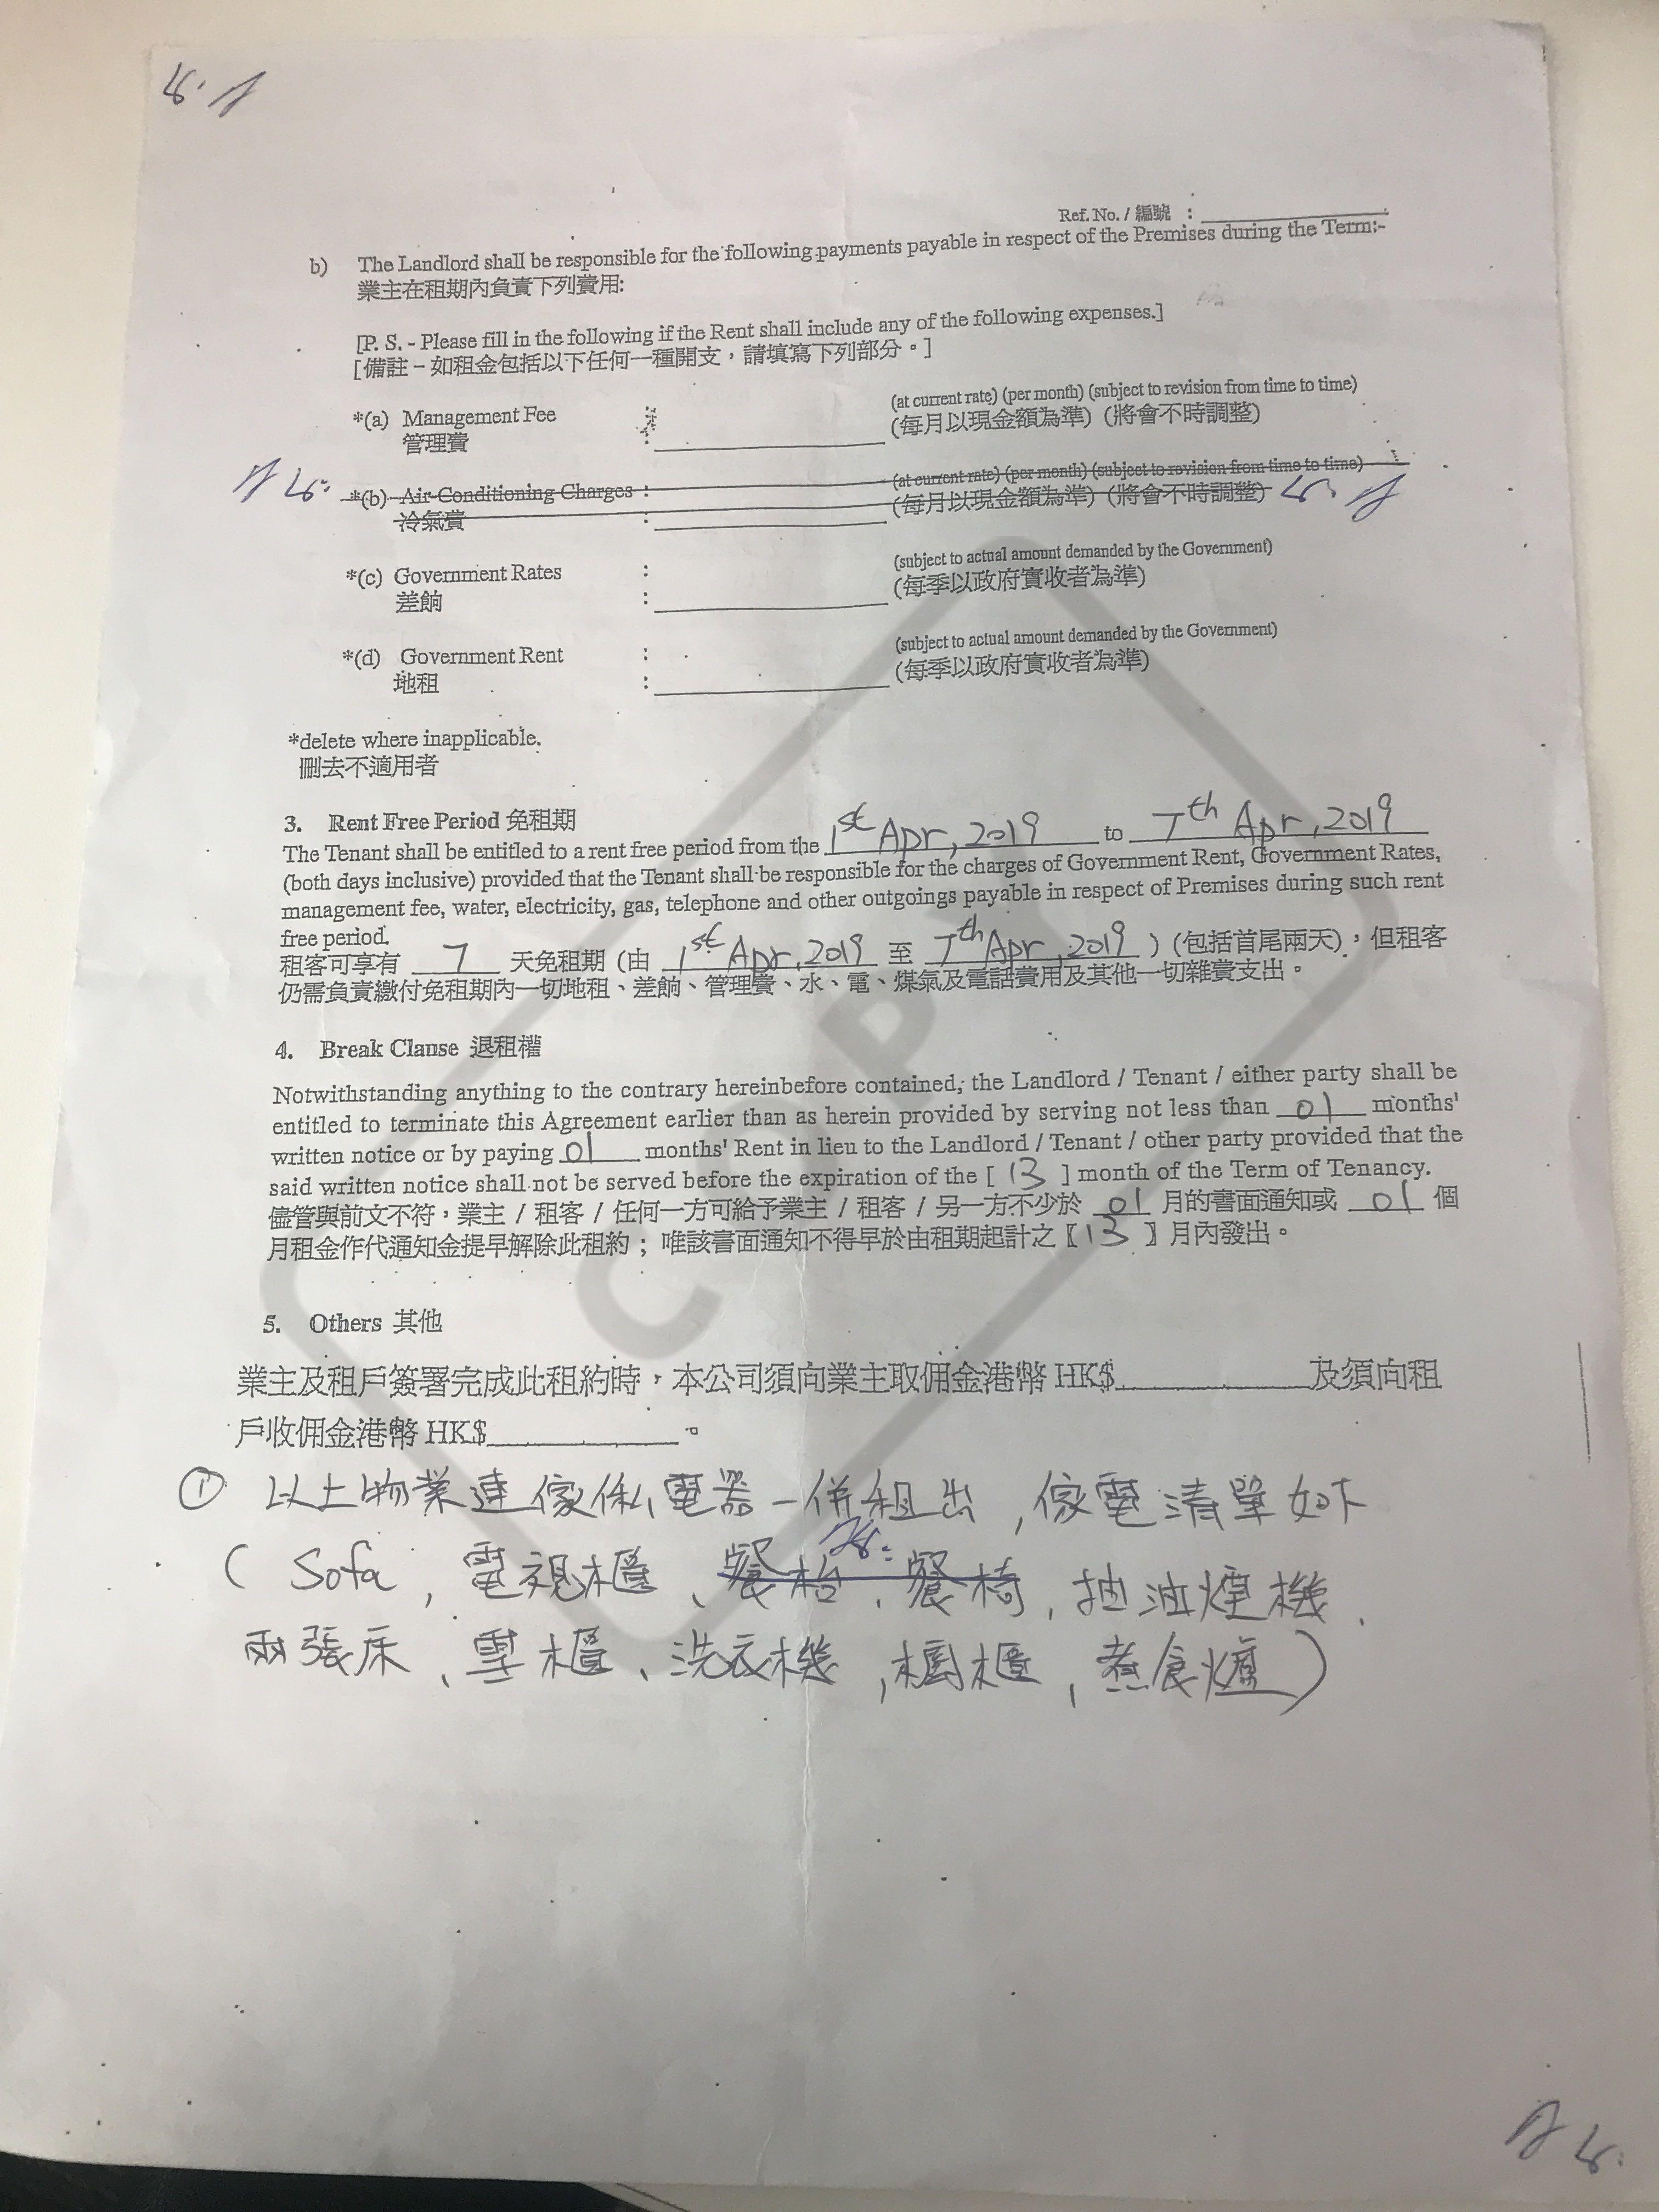 Ref. No. / 編號 :
b) The Landlord shall be responsible for the following payments payable in respect of the Premises during the Term:-
業主在租期內負責下列費用:
[P. S. - Please fill in the following if the Rent shall include any of the following expenses.]
[備註 - 如租金包括以下任何一種開支，請填寫下列部分。]
(at current rate) (per month) (subject to revision from time to time)
*(a) Management Fee :
管理費 : (每月以現金額為準) (將會不時調整)
(at current rate) (per month) (subject to revision from time to time)
*(b) Air-Conditioning Charges :
冷氣費 : (每月以現金額為準) (將會不時調整)
(subject to actual amount demanded by the Government)
*(c) Government Rates :
差餉 : (每季以政府實收者為準)
(subject to actual amount demanded by the Government)
*(d) Government Rent :
地租 : (每季以政府實收者為準)
*delete where inapplicable.
刪去不適用者
3. Rent Free Period 免租期
The Tenant shall be entitled to a rent free period from the 1st Apr, 2019 to 7th Apr, 2019
(both days inclusive) provided that the Tenant shall be responsible for the charges of Government Rent, Government Rates,
management fee, water, electricity, gas, telephone and other outgoings payable in respect of Premises during such rent
free period.
租客可享有 7 天免租期 (由 1st Apr, 2019 至 7th Apr, 2019 ) (包括首尾兩天)，但租客
仍需負責繳付免租期內一切地租、差餉、管理費、水、電、煤氣及電話費用及其他一切雜費支出。
4. Break Clause 退租權
Notwithstanding anything to the contrary hereinbefore contained, the Landlord / Tenant / either party shall be
entitled to terminate this Agreement earlier than as herein provided by serving not less than 01 months'
written notice or by paying 01 months' Rent in lieu to the Landlord / Tenant / other party provided that the
said written notice shall not be served before the expiration of the [ 13 ] month of the Term of Tenancy.
儘管與前文不符，業主 / 租客 / 任何一方可給予業主 / 租客 / 另一方不少於 01 月的書面通知或 01 個
月租金作代通知金提早解除此租約；唯該書面通知不得早於由租期起計之【13】月內發出。
5. Others 其他
業主及租戶簽署完成此租約時，本公司須向業主取佣金港幣 HK$ 及須向租
戶收佣金港幣 HK$ 。
① 以上物業連傢俬電器一併租出, 傢電清單如下
( Sofa, 電視櫃、餐枱、餐椅, 抽油煙機、
兩張床、雪櫃、洗衣機, 櫥櫃, 煮食爐)
COPY